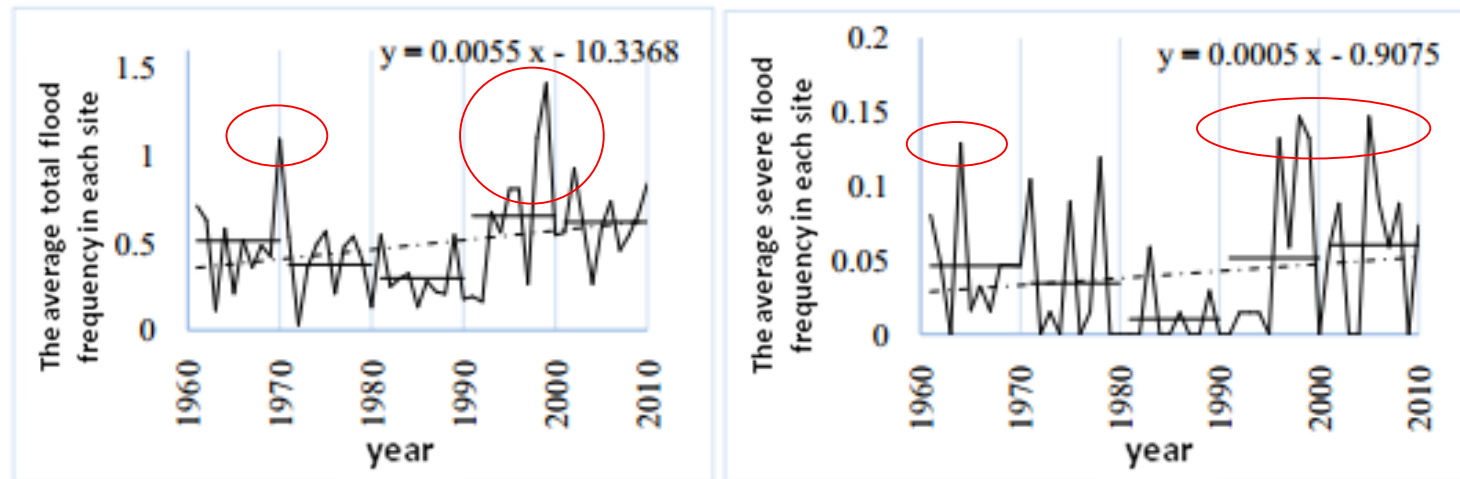 y = 0.0055 x - 10.3368
The average total flood
frequency in each site
1.5
1
0.5
0
1960
1970
1980
1990
2000
2010
year
y = 0.0005 x - 0.9075
The average severe flood
frequency in each site
0.2
0.15
0.1
0.05
0
1960
1970
1980
1990
2000
2010
year